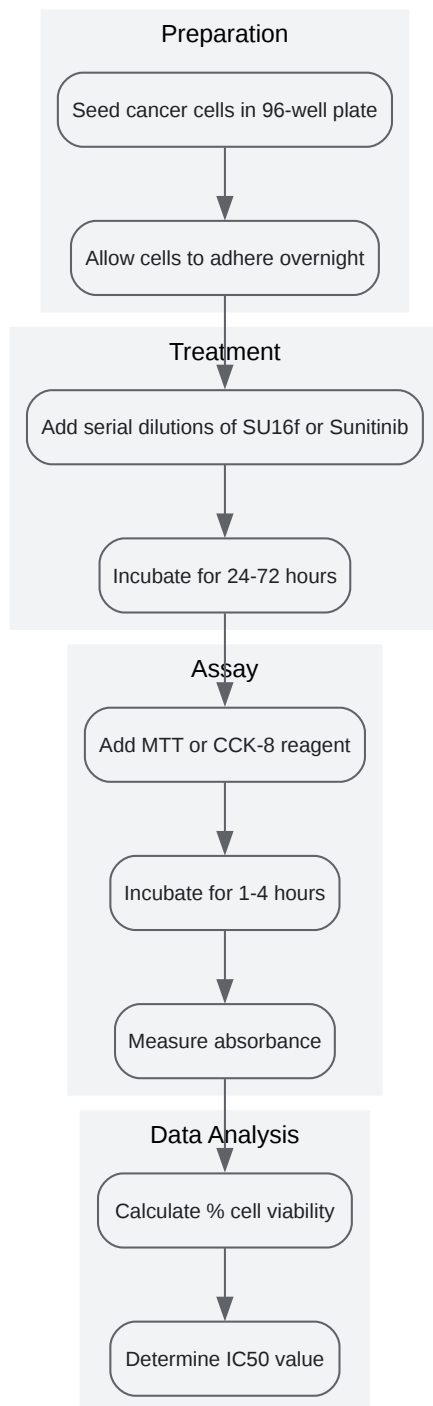 Preparation
Seed cancer cells in 96-well plate
Allow cells to adhere overnight
Treatment
Add serial dilutions of SU16f or Sunitinib
Incubate for 24-72 hours
Assay
Add MTT or CCK-8 reagent
Incubate for 1-4 hours
Measure absorbance
Data Analysis
Calculate % cell viability
Determine IC50 value